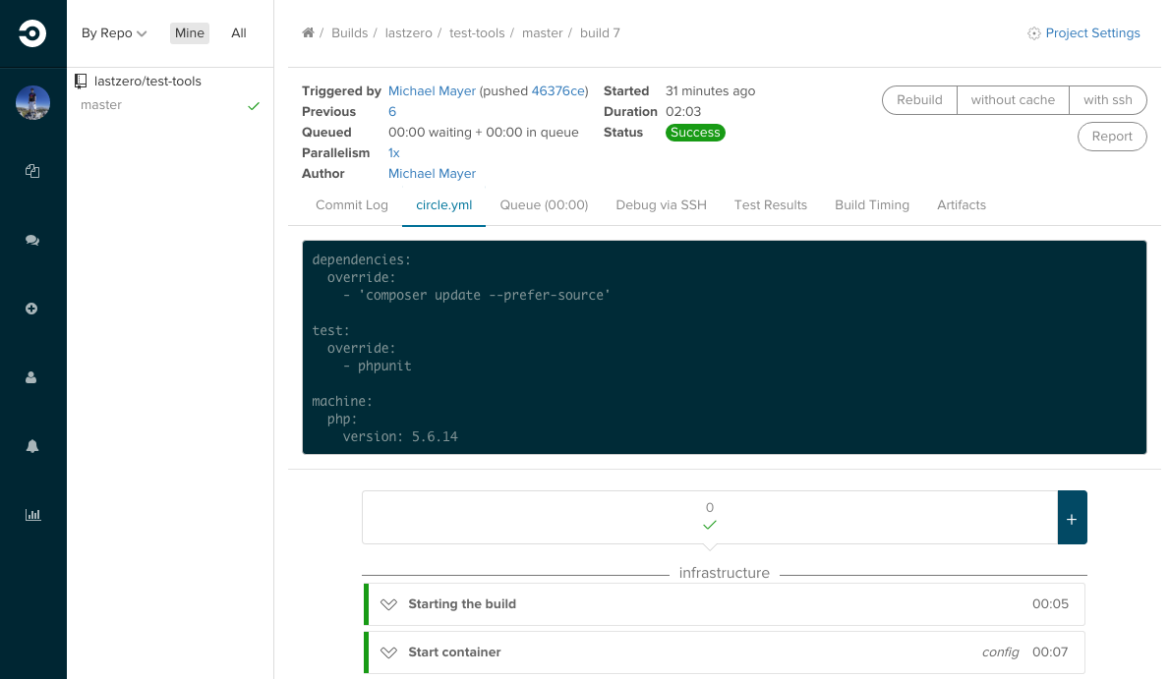 By Repo Mine All
lastzero/test-tools
master
/ Builds / lastzero / test-tools / master / build 7
Project Settings
Triggered by Michael Mayer (pushed 46376ce) Started 31 minutes ago
Previous 6 Duration 02:03
Queued 00:00 waiting + 00:00 in queue Status Success
Parallelism 1x
Author Michael Mayer
Rebuild without cache with ssh
Report
Commit Log circle.yml Queue (00:00) Debug via SSH Test Results Build Timing Artifacts
dependencies:
  override:
    - 'composer update --prefer-source'
test:
  override:
    - phpunit
machine:
  php:
    version: 5.6.14
0
+
infrastructure
Starting the build 00:05
Start container config 00:07